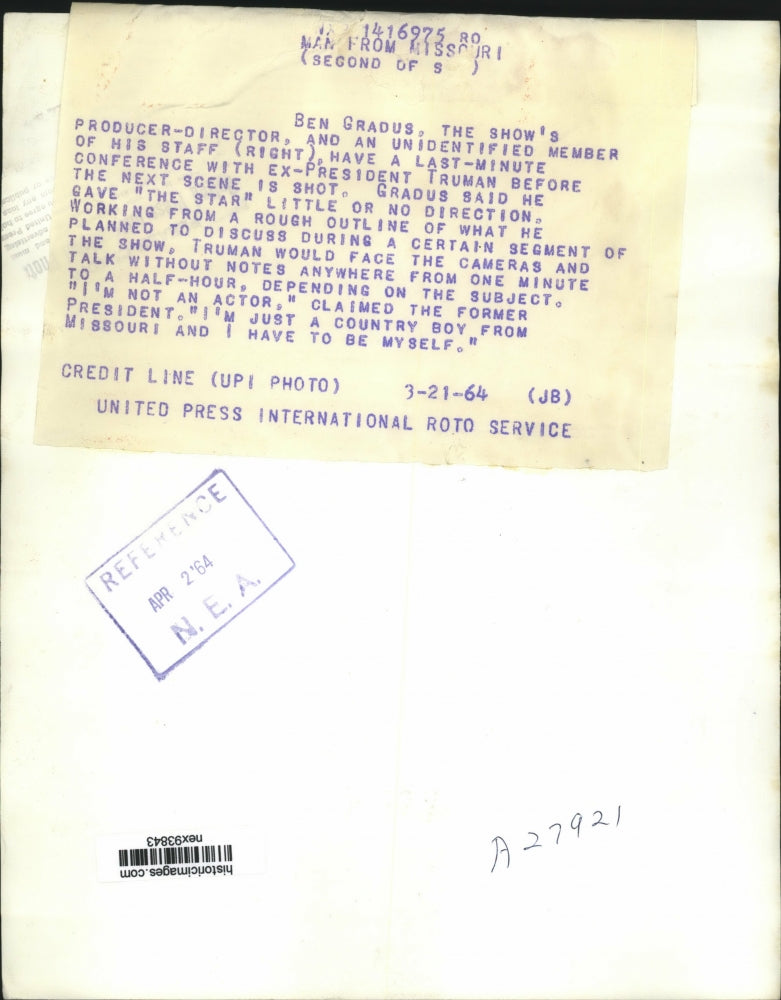 1416975 RO
MAN FROM MISSOURI
(SECOND OF S )
BEN GRADUS, THE SHOW'S
PRODUCER-DIRECTOR, AND AN UNIDENTIFIED MEMBER
OF HIS STAFF (RIGHT), HAVE A LAST-MINUTE
CONFERENCE WITH EX-PRESIDENT TRUMAN BEFORE
THE NEXT SCENE IS SHOT. GRADUS SAID HE
GAVE "THE STAR" LITTLE OR NO DIRECTION.
WORKING FROM A ROUGH OUTLINE OF WHAT HE
PLANNED TO DISCUSS DURING A CERTAIN SEGMENT OF
THE SHOW, TRUMAN WOULD FACE THE CAMERAS AND
TALK WITHOUT NOTES ANYWHERE FROM ONE MINUTE
TO A HALF-HOUR, DEPENDING ON THE SUBJECT.
"I'M NOT AN ACTOR," CLAIMED THE FORMER
PRESIDENT. "I'M JUST A COUNTRY BOY FROM
MISSOURI AND I HAVE TO BE MYSELF."
CREDIT LINE (UPI PHOTO) 3-21-64 (JB)
UNITED PRESS INTERNATIONAL ROTO SERVICE
REFERENCE
APR 2 '64
N. E. A.
A27921
historicimages.com
nex93843